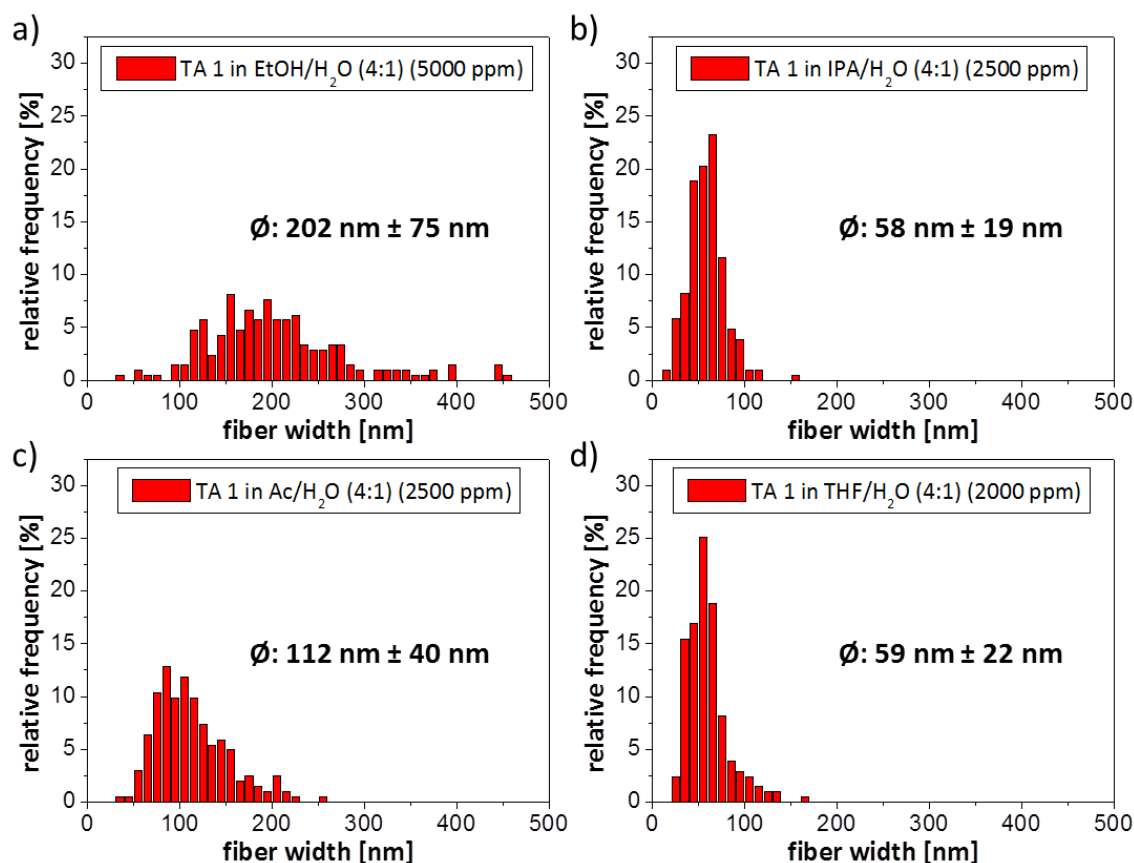 a)
TA 1 in EtOH/H₂O (4:1) (5000 ppm)
Ø: 202 nm ± 75 nm
relative frequency [%]
30
25
20
15
10
5
0
0 100 200 300 400 500
fiber width [nm]
b)
TA 1 in IPA/H₂O (4:1) (2500 ppm)
Ø: 58 nm ± 19 nm
relative frequency [%]
30
25
20
15
10
5
0
0 100 200 300 400 500
fiber width [nm]
c)
TA 1 in Ac/H₂O (4:1) (2500 ppm)
Ø: 112 nm ± 40 nm
relative frequency [%]
30
25
20
15
10
5
0
0 100 200 300 400 500
fiber width [nm]
d)
TA 1 in THF/H₂O (4:1) (2000 ppm)
Ø: 59 nm ± 22 nm
relative frequency [%]
30
25
20
15
10
5
0
0 100 200 300 400 500
fiber width [nm]